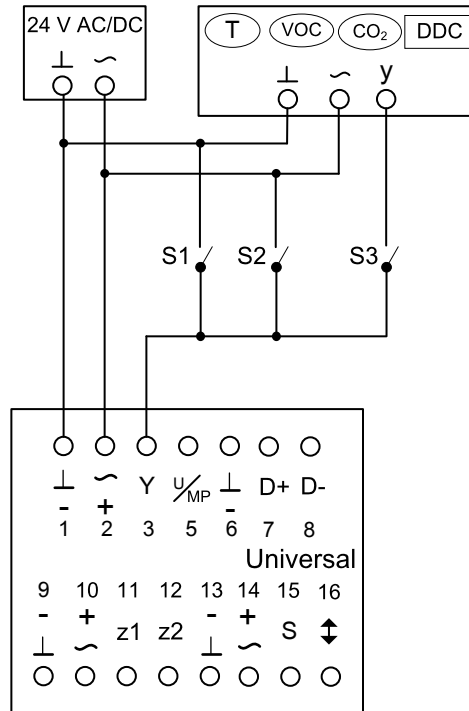 24 V AC/DC
T VOC CO₂ DDC
⊥ ~
⊥ ~ y
S1 S2 S3
⊥ ~ Y U/MP ⊥ D+ D-
- + -
1 2 3 5 6 7 8
Universal
9 10 11 12 13 14 15 16
- + z1 z2 - + S ↕
⊥ ~ ⊥ ~